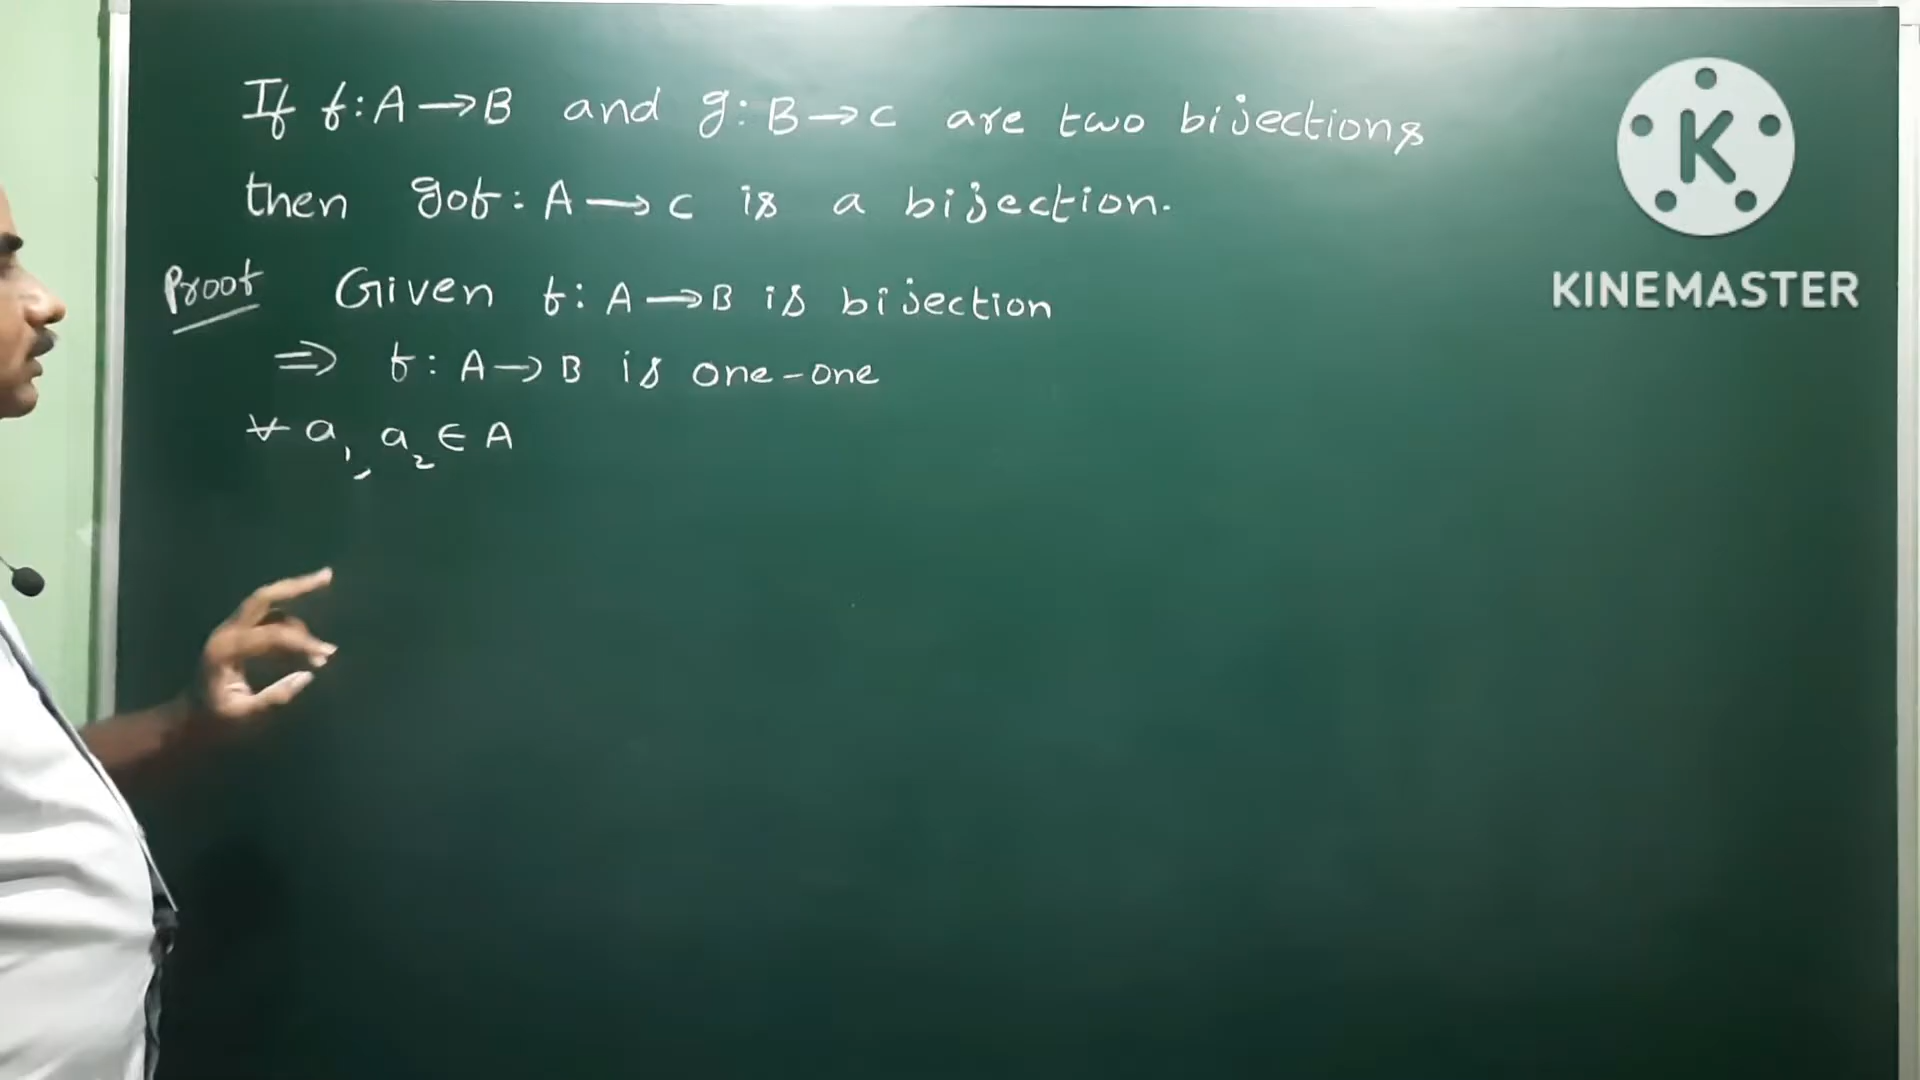 If f: A → B and g: B → C are two bijections
then gof: A → C is a bijection.
Proof Given f: A → B is bijection
⇒ f: A → B is one-one
∀ a₁, a₂ ∈ A
K
KINEMASTER